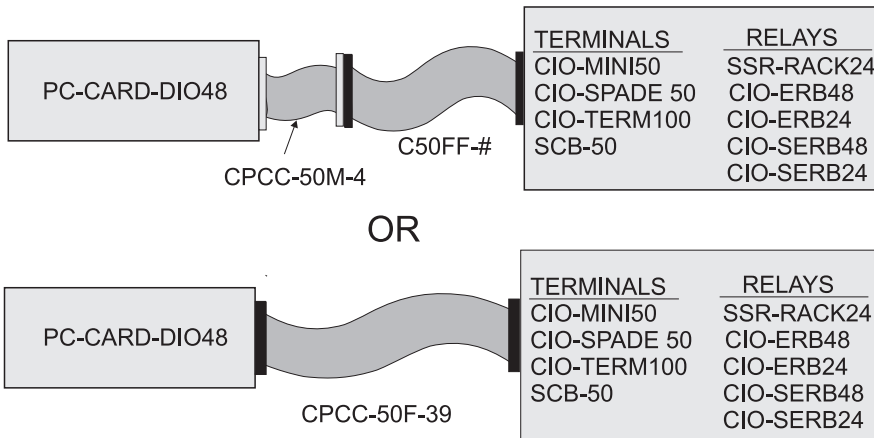 PC-CARD-DIO48
CPCC-50M-4
C50FF-#
TERMINALS
CIO-MINI50
CIO-SPADE 50
CIO-TERM100
SCB-50
RELAYS
SSR-RACK24
CIO-ERB48
CIO-ERB24
CIO-SERB48
CIO-SERB24
OR
PC-CARD-DIO48
CPCC-50F-39
TERMINALS
CIO-MINI50
CIO-SPADE 50
CIO-TERM100
SCB-50
RELAYS
SSR-RACK24
CIO-ERB48
CIO-ERB24
CIO-SERB48
CIO-SERB24